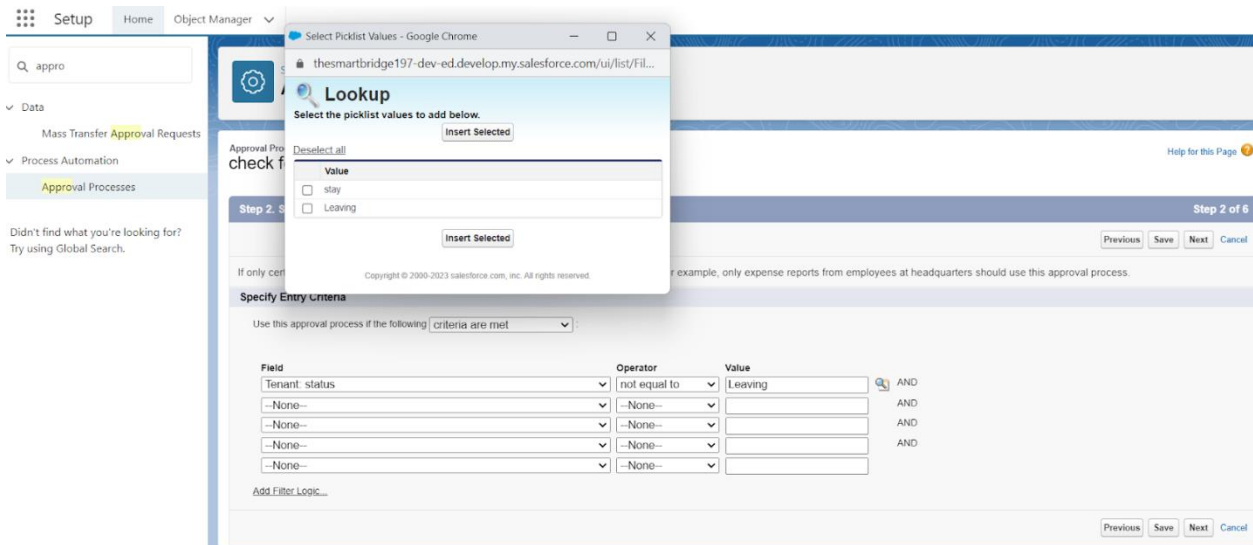 Setup
Home
Object Manager
appro
Data
Mass Transfer Approval Requests
Process Automation
Approval Processes
Didn't find what you're looking for?
Try using Global Search.
Select Picklist Values - Google Chrome
thesmartbridge197-dev-ed.develop.my.salesforce.com/ui/list/Fil...
Lookup
Select the picklist values to add below.
Insert Selected
Deselect all
Value
stay
Leaving
Insert Selected
Copyright © 2000-2023 salesforce.com, inc. All rights reserved.
Approval Pro
check f
Help for this Page
Step 2. S
Step 2 of 6
Previous Save Next Cancel
If only cer
r example, only expense reports from employees at headquarters should use this approval process.
Specify Entry Criteria
Use this approval process if the following criteria are met :
Field Operator Value
Tenant: status not equal to Leaving AND
--None-- --None-- AND
--None-- --None-- AND
--None-- --None-- AND
--None-- --None--
Add Filter Logic...
Previous Save Next Cancel